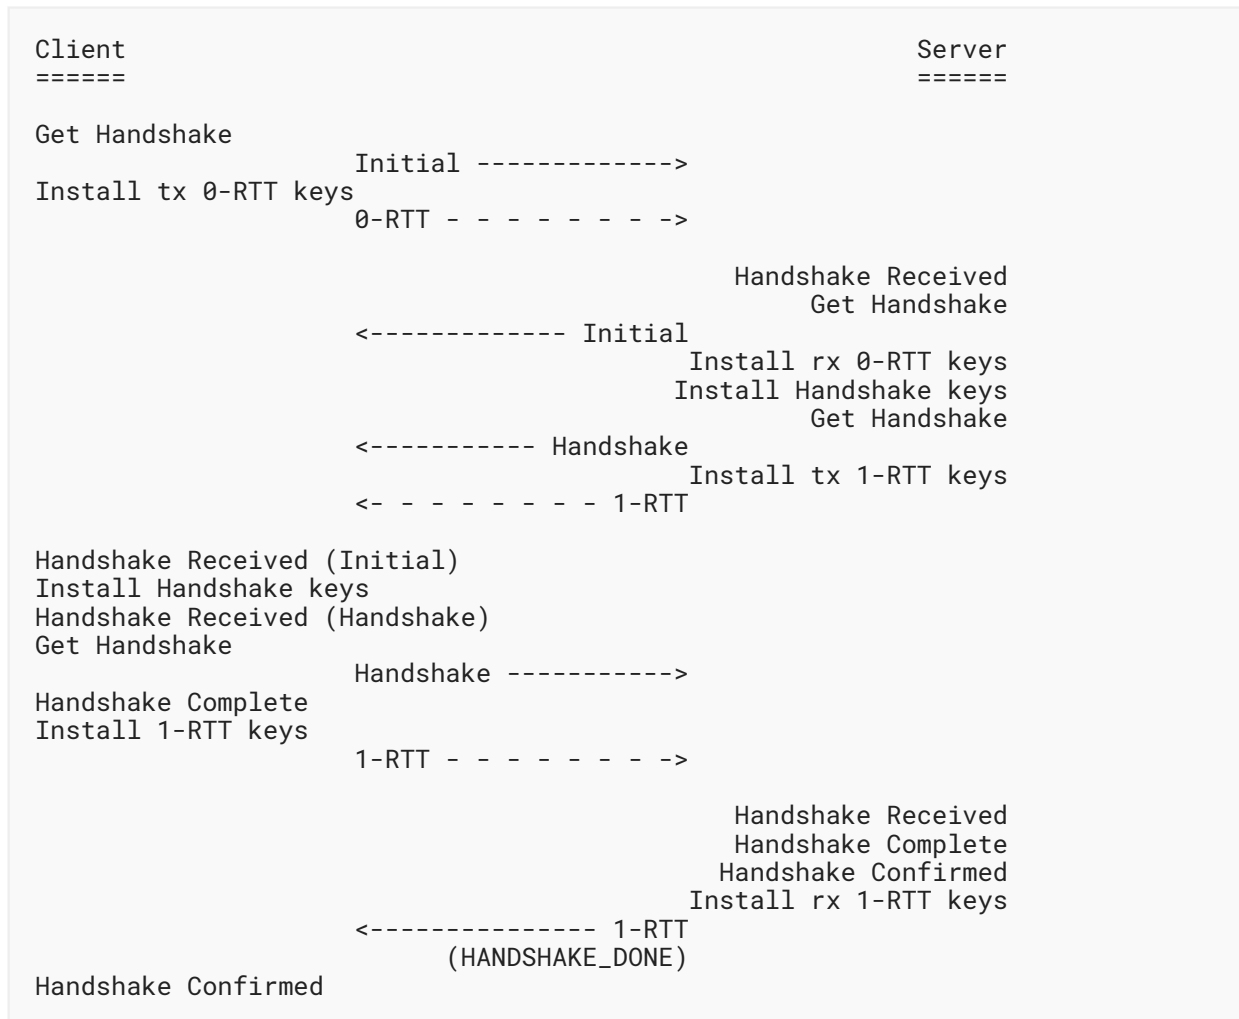 Client                                                    Server
======                                                    ======
Get Handshake
                     Initial ------------->
Install tx 0-RTT keys
                     0-RTT - - - - - - - ->
                                              Handshake Received
                                                   Get Handshake
                     <------------- Initial
                                           Install rx 0-RTT keys
                                          Install Handshake keys
                                                   Get Handshake
                     <----------- Handshake
                                           Install tx 1-RTT keys
                     <- - - - - - - - 1-RTT
Handshake Received (Initial)
Install Handshake keys
Handshake Received (Handshake)
Get Handshake
                     Handshake ----------->
Handshake Complete
Install 1-RTT keys
                     1-RTT - - - - - - - ->
                                              Handshake Received
                                              Handshake Complete
                                             Handshake Confirmed
                                           Install rx 1-RTT keys
                     <--------------- 1-RTT
                           (HANDSHAKE_DONE)
Handshake Confirmed